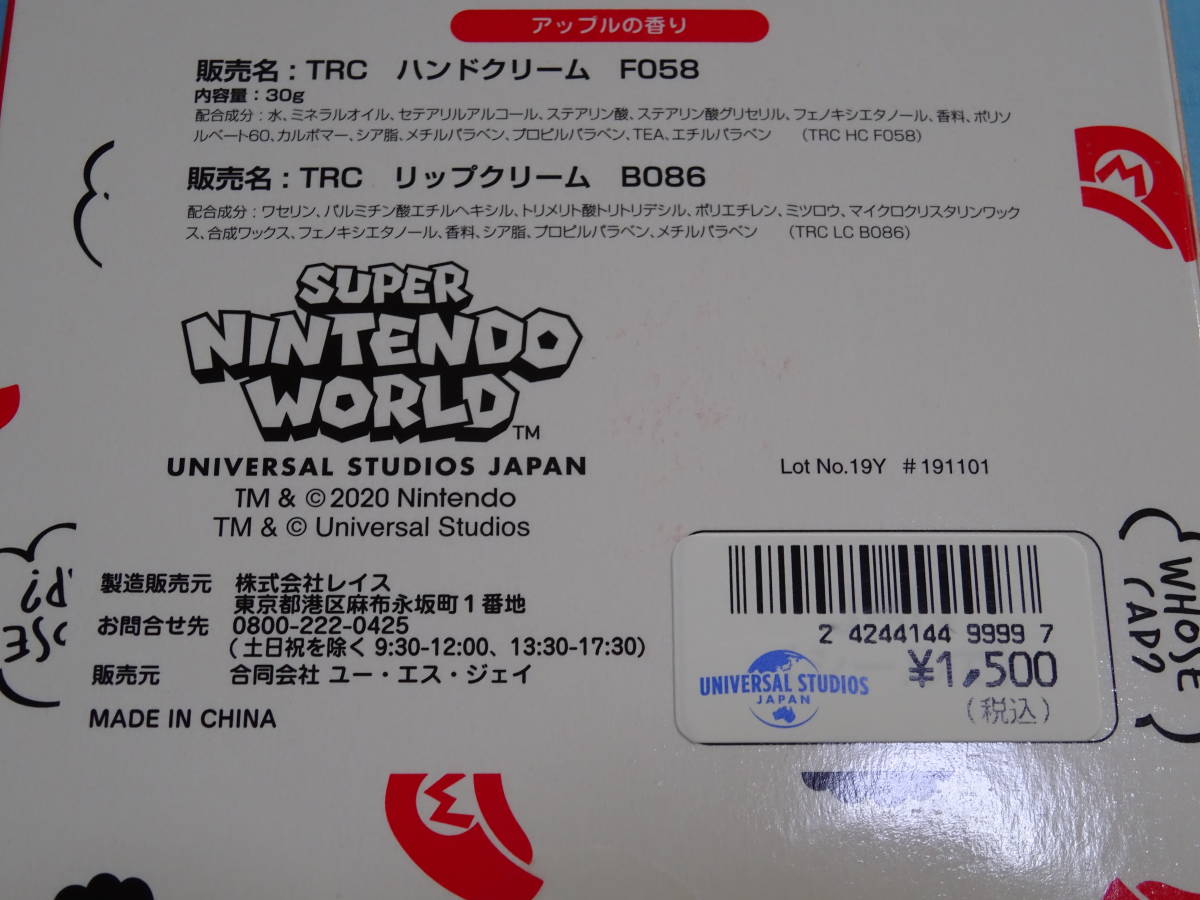 アップルの香り
販売名：TRC ハンドクリーム F058
内容量：30g
配合成分：水、ミネラルオイル、セテアリルアルコール、ステアリン酸、ステアリン酸グリセリル、フェノキシエタノール、香料、ポリソ
ルベート60、カルボマー、シア脂、メチルパラベン、プロピルパラベン、TEA、エチルパラベン (TRC HC F058)
販売名：TRC リップクリーム B086
配合成分：ワセリン、パルミチン酸エチルヘキシル、トリメリト酸トリトリデシル、ポリエチレン、ミツロウ、マイクロクリスタリンワック
ス、合成ワックス、フェノキシエタノール、香料、シア脂、プロピルパラベン、メチルパラベン (TRC LC B086)
SUPER
NINTENDO
WORLD
TM
UNIVERSAL STUDIOS JAPAN
TM & ©2020 Nintendo
TM & © Universal Studios
Lot No.19Y #191101
製造販売元 株式会社レイス
東京都港区麻布永坂町1番地
お問合せ先 0800-222-0425
(土日祝を除く 9:30-12:00、13:30-17:30)
販売元 合同会社 ユー・エス・ジェイ
MADE IN CHINA
2 4244144 9999 7
¥1,500
(税込)
UNIVERSAL STUDIOS
JAPAN
WHOSE
CAP?
M
M